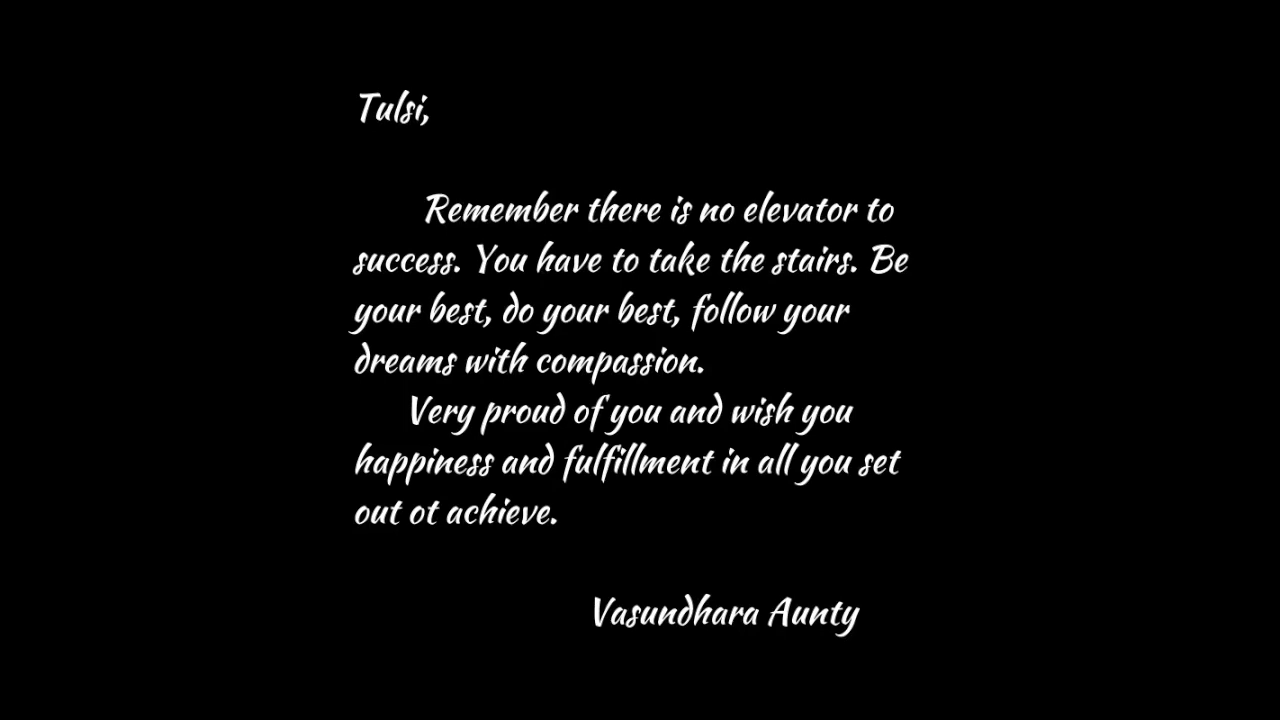 Tulsi,
Remember there is no elevator to
success. You have to take the stairs. Be
your best, do your best, follow your
dreams with compassion.
Very proud of you and wish you
happiness and fulfillment in all you set
out ot achieve.
Vasundhara Aunty